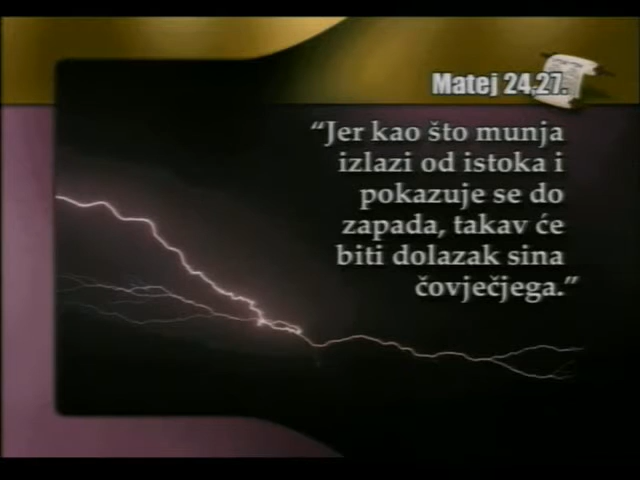 Matej 24,27.
“Jer kao što munja
izlazi od istoka i
pokazuje se do
zapada, takav će
biti dolazak sina
čovječjega.”